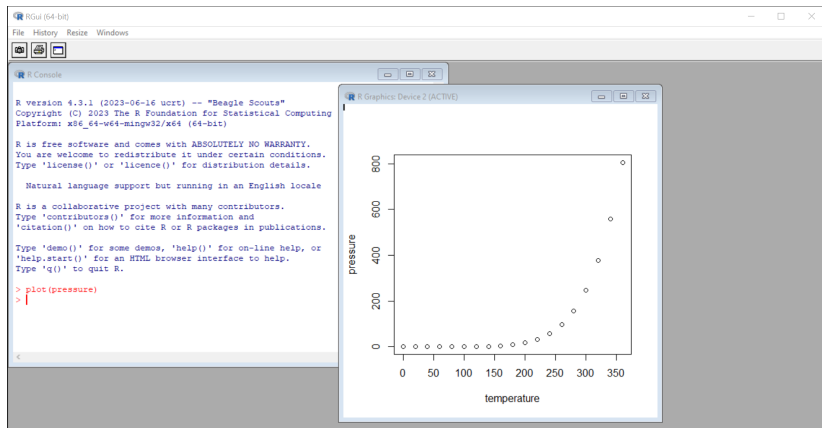 RGui (64-bit)
File History Resize Windows
R Console
R version 4.3.1 (2023-06-16 ucrt) -- "Beagle Scouts"
Copyright (C) 2023 The R Foundation for Statistical Computing
Platform: x86_64-w64-mingw32/x64 (64-bit)
R is free software and comes with ABSOLUTELY NO WARRANTY.
You are welcome to redistribute it under certain conditions.
Type 'license()' or 'licence()' for distribution details.
Natural language support but running in an English locale
R is a collaborative project with many contributors.
Type 'contributors()' for more information and
'citation()' on how to cite R or R packages in publications.
Type 'demo()' for some demos, 'help()' for on-line help, or
'help.start()' for an HTML browser interface to help.
Type 'q()' to quit R.
> plot(pressure)
>
R Graphics: Device 2 (ACTIVE)
800
600
400
200
0
pressure
0 50 100 150 200 250 300 350
temperature